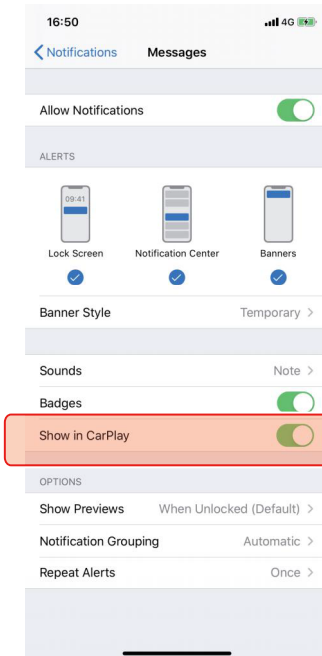 16:50 4G
Notifications Messages
Allow Notifications
ALERTS
09:41
Lock Screen Notification Center Banners
Banner Style Temporary
Sounds Note
Badges
Show in CarPlay
OPTIONS
Show Previews When Unlocked (Default)
Notification Grouping Automatic
Repeat Alerts Once